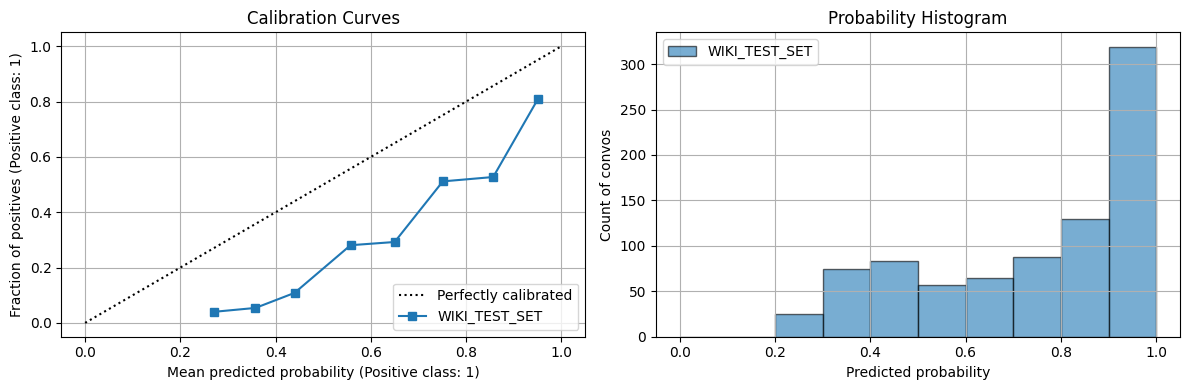 Calibration Curves
Fraction of positives (Positive class: 1)
1.0
0.8
0.6
0.4
0.2
0.0
0.0 0.2 0.4 0.6 0.8 1.0
Mean predicted probability (Positive class: 1)
Perfectly calibrated
WIKI_TEST_SET
Probability Histogram
WIKI_TEST_SET
Count of convos
300
250
200
150
100
50
0
0.0 0.2 0.4 0.6 0.8 1.0
Predicted probability